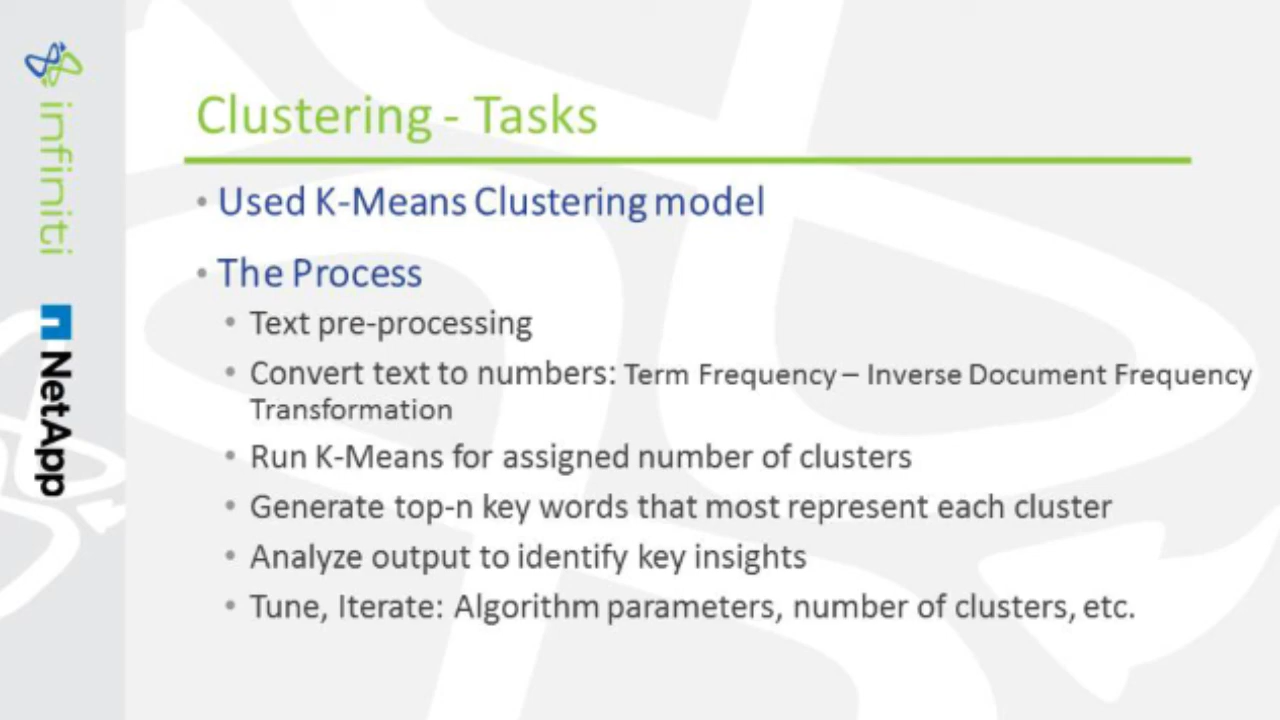 infiniti
NetApp
Clustering - Tasks
• Used K-Means Clustering model
• The Process
• Text pre-processing
• Convert text to numbers: Term Frequency – Inverse Document Frequency
Transformation
• Run K-Means for assigned number of clusters
• Generate top-n key words that most represent each cluster
• Analyze output to identify key insights
• Tune, Iterate: Algorithm parameters, number of clusters, etc.